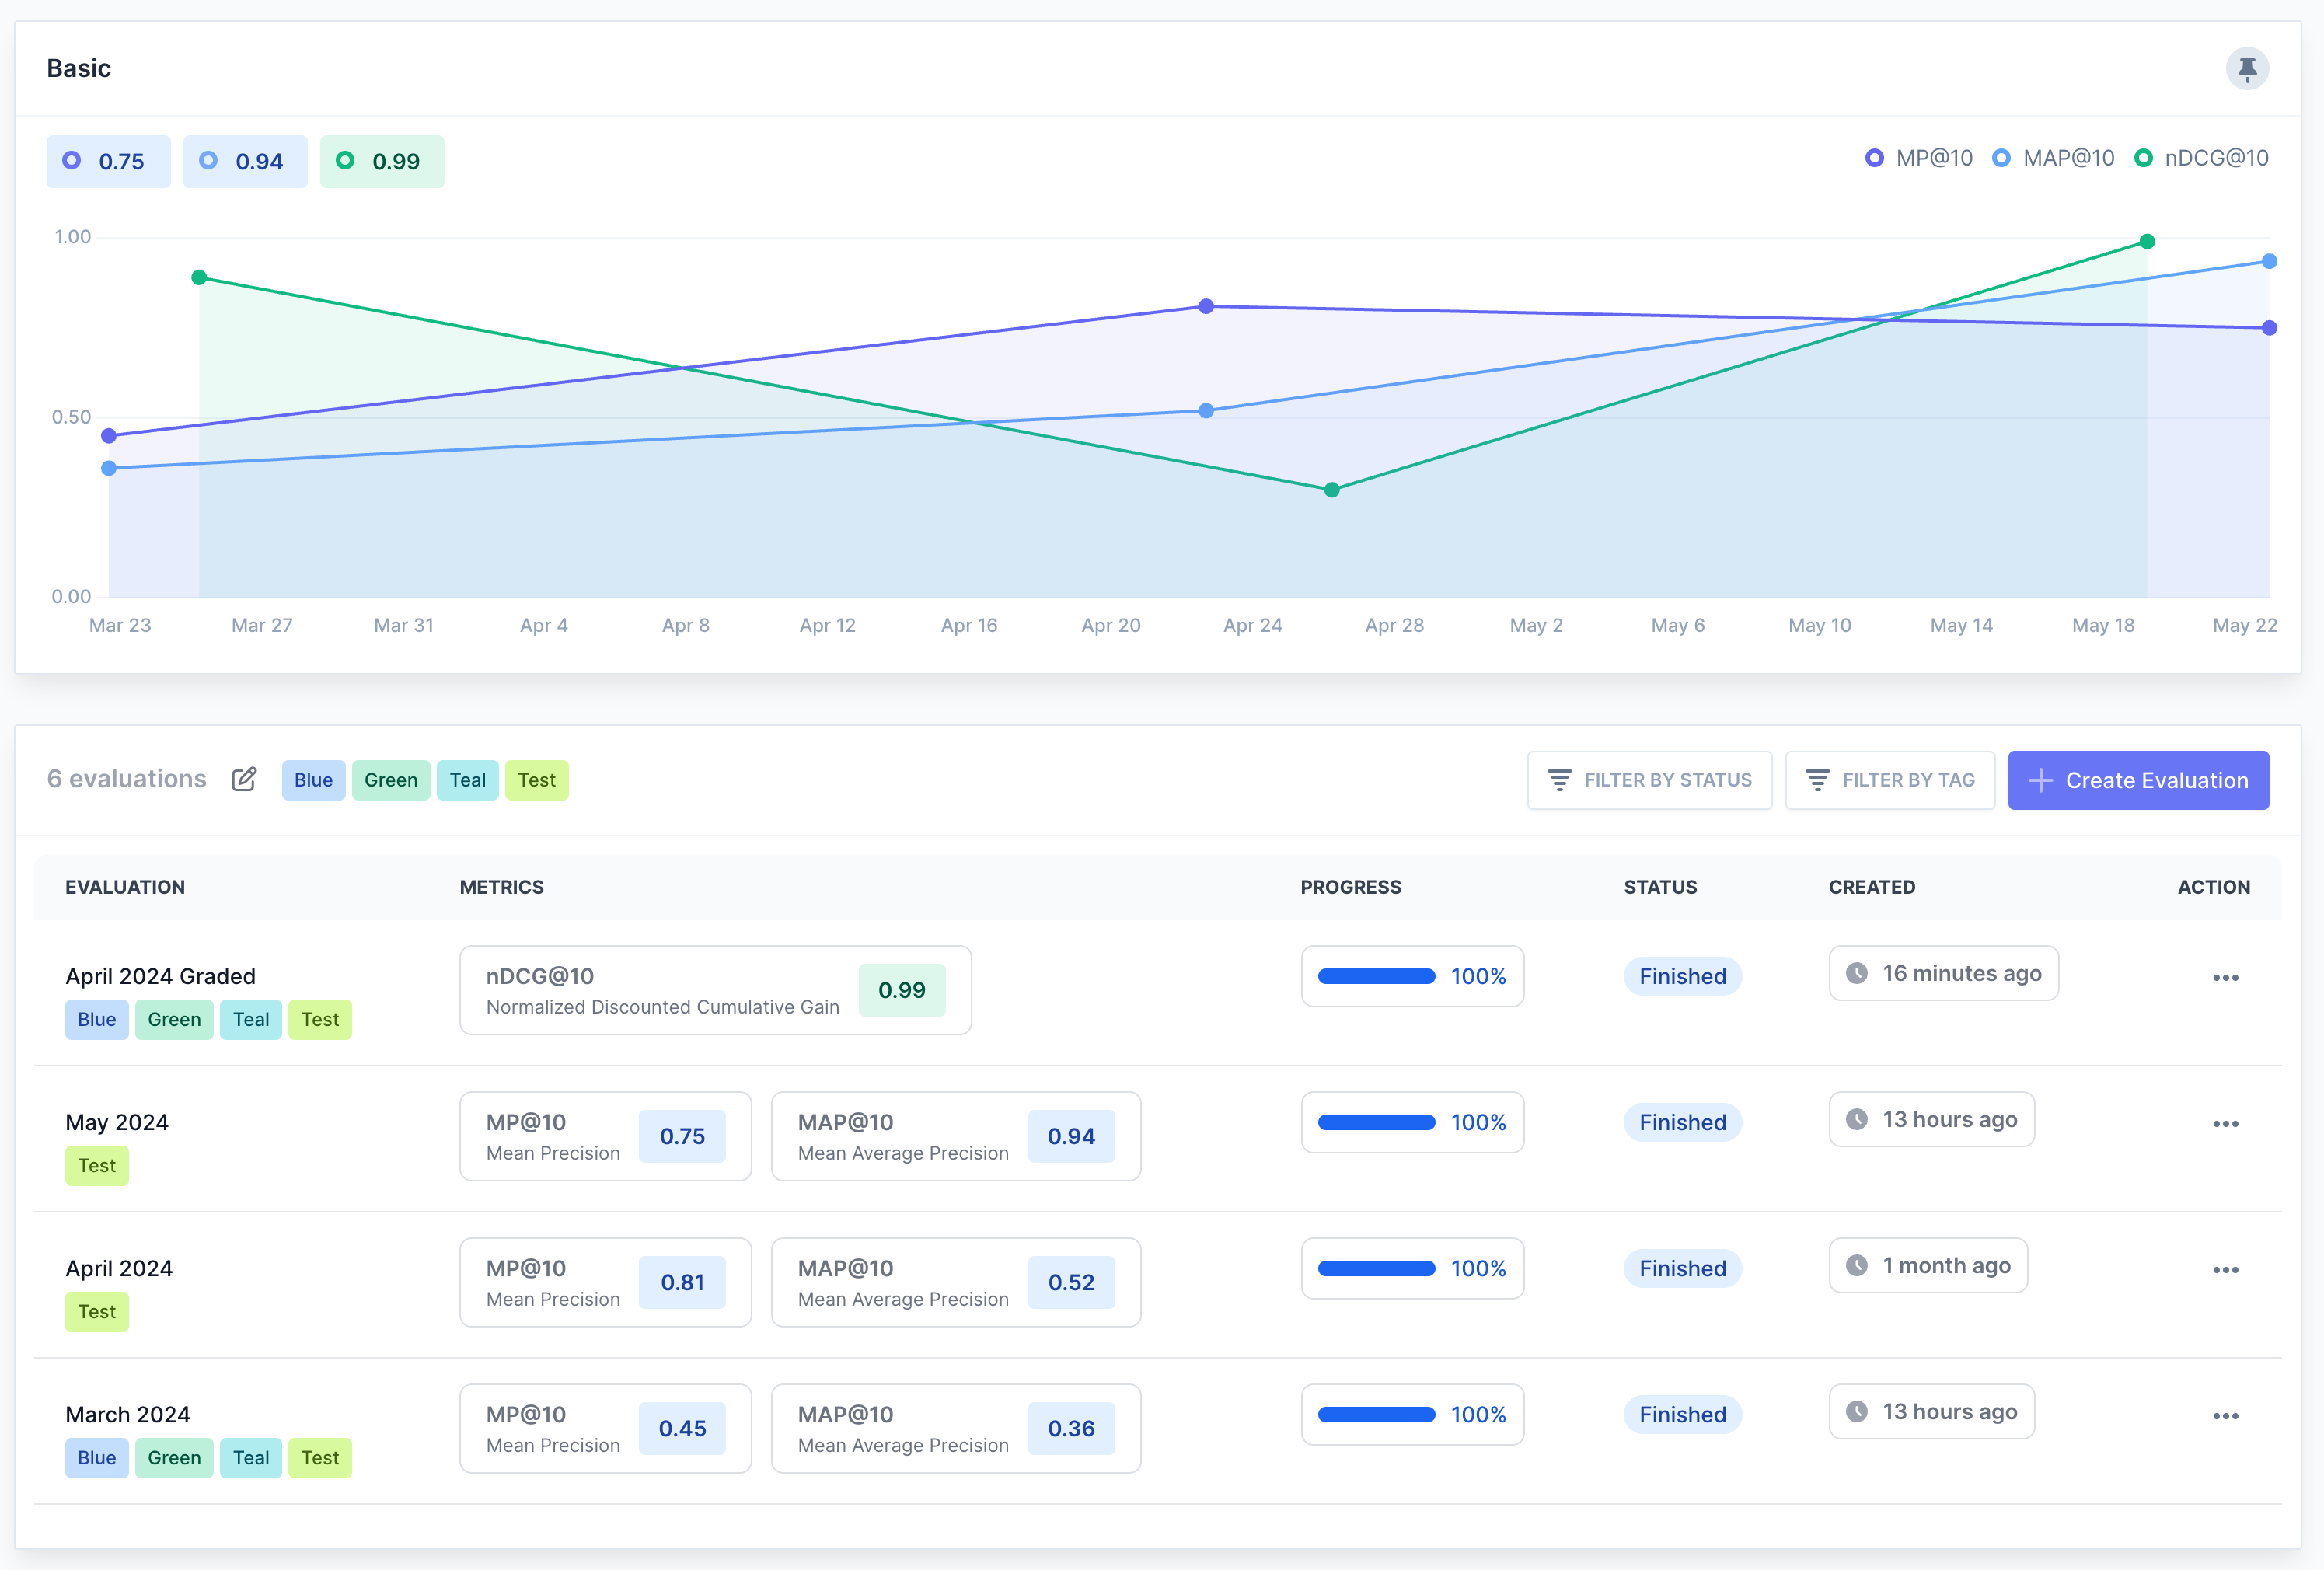 Basic
0.75 0.94 0.99
MP@10 MAP@10 nDCG@10
1.00
0.50
0.00
Mar 23 Mar 27 Mar 31 Apr 4 Apr 8 Apr 12 Apr 16 Apr 20 Apr 24 Apr 28 May 2 May 6 May 10 May 14 May 18 May 22
6 evaluations Blue Green Teal Test FILTER BY STATUS FILTER BY TAG Create Evaluation
EVALUATION METRICS PROGRESS STATUS CREATED ACTION
April 2024 Graded
Blue Green Teal Test
nDCG@10
Normalized Discounted Cumulative Gain
0.99
100%
Finished
16 minutes ago
May 2024
Test
MP@10
Mean Precision
0.75
MAP@10
Mean Average Precision
0.94
100%
Finished
13 hours ago
April 2024
Test
MP@10
Mean Precision
0.81
MAP@10
Mean Average Precision
0.52
100%
Finished
1 month ago
March 2024
Blue Green Teal Test
MP@10
Mean Precision
0.45
MAP@10
Mean Average Precision
0.36
100%
Finished
13 hours ago